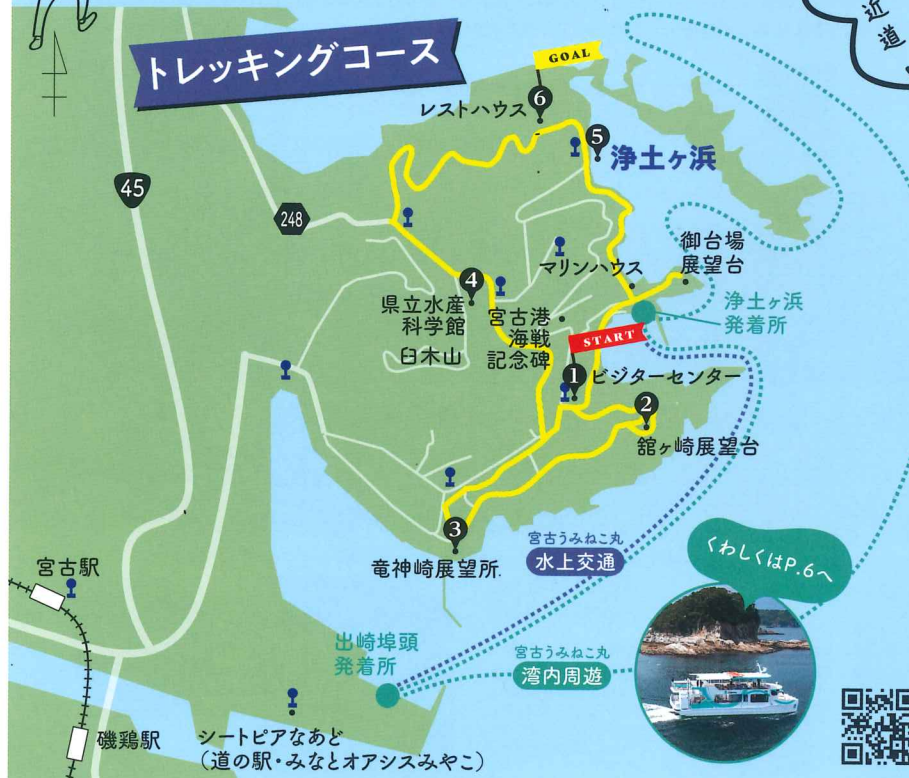 近
道
トレッキングコース
GOAL
6
レストハウス
5
浄土ヶ浜
45
248
御台場
展望台
マリンハウス
4
県立水産
科学館
臼木山
宮古港
海戦
記念碑
浄土ヶ浜
発着所
START
1
ビジターセンター
2
舘ヶ崎展望台
3
竜神崎展望所
宮古うみねこ丸
水上交通
くわしくはP.6へ
宮古駅
出崎埠頭
発着所
宮古うみねこ丸
湾内周遊
磯鶏駅
シートピアなあど
（道の駅・みなとオアシスみやこ）